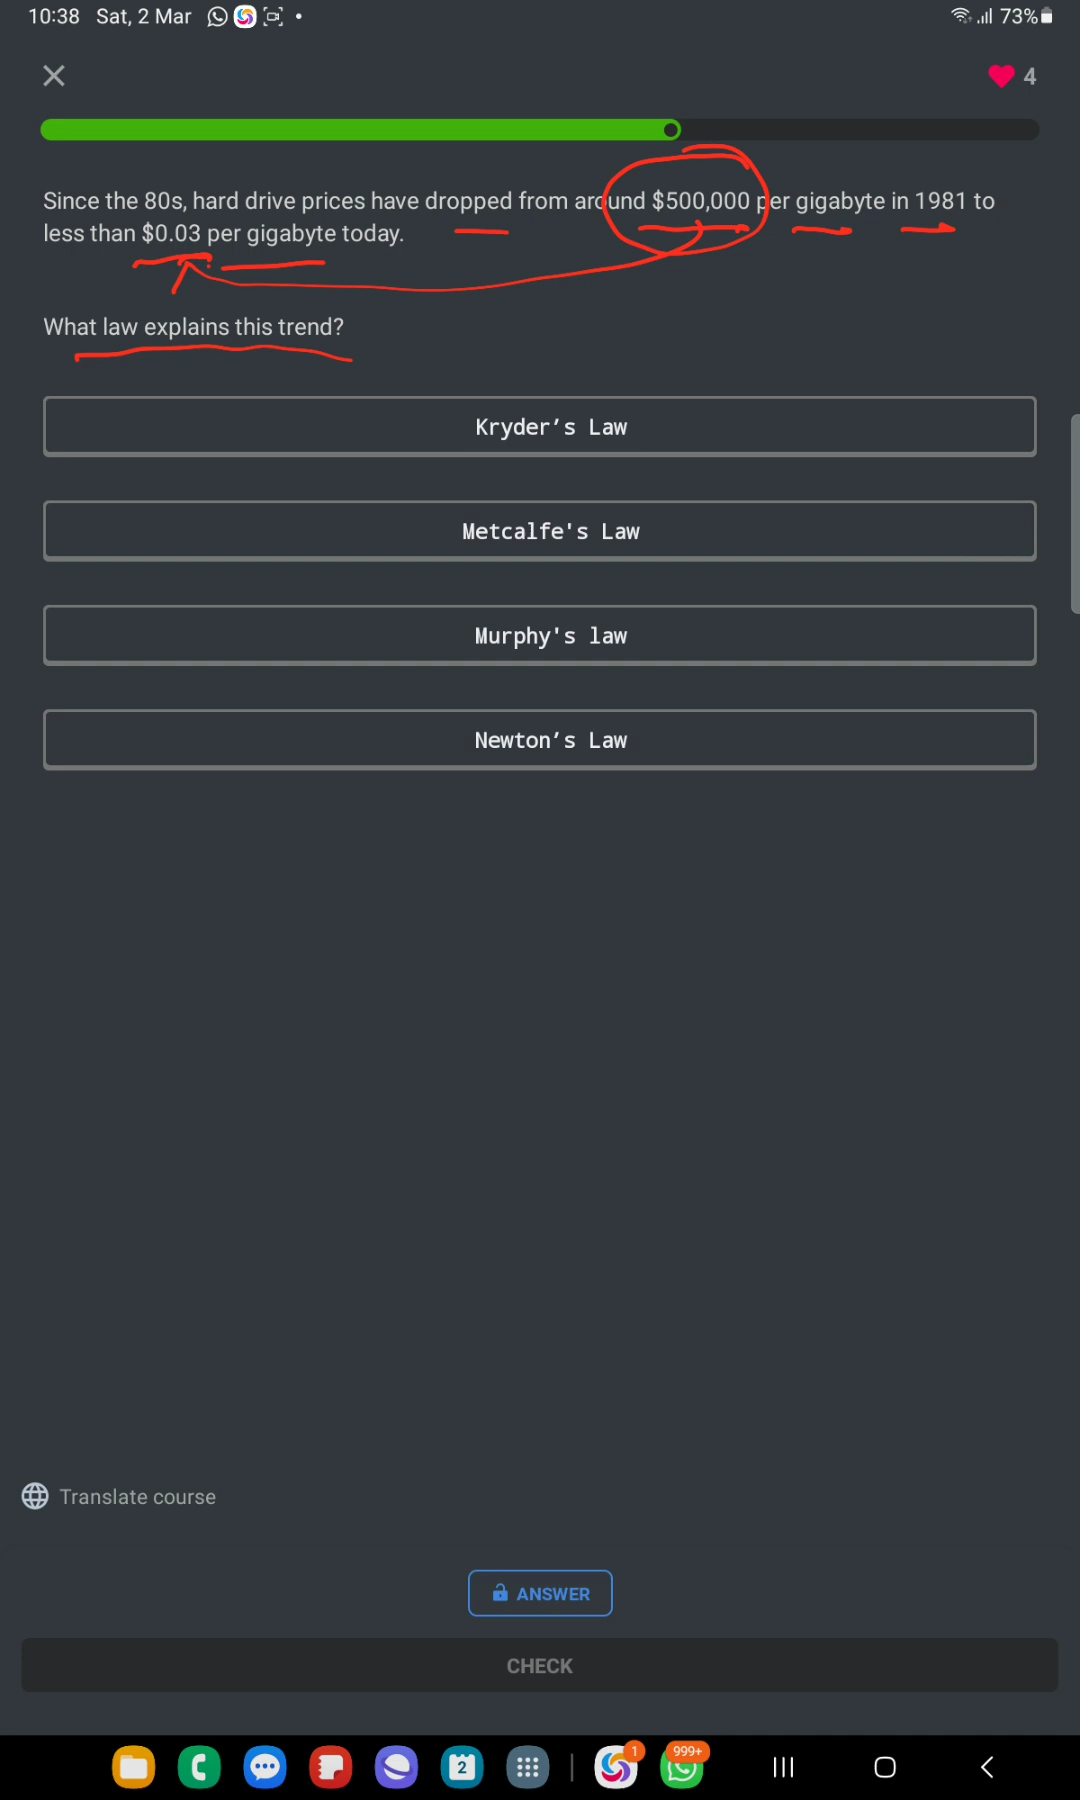 10:38 Sat, 2 Mar
73%
4
Since the 80s, hard drive prices have dropped from around $500,000 per gigabyte in 1981 to
less than $0.03 per gigabyte today.
What law explains this trend?
Kryder’s Law
Metcalfe's Law
Murphy's law
Newton’s Law
Translate course
ANSWER
CHECK
2
1
999+